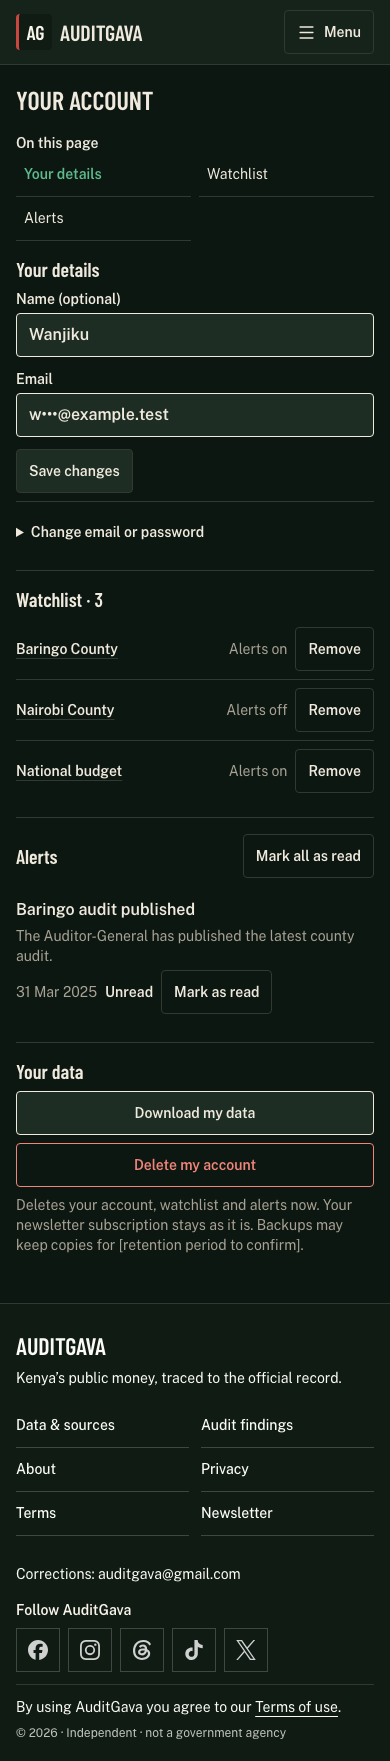 AG AUDITGAVA Menu
YOUR ACCOUNT
On this page
Your details Watchlist
Alerts
Your details
Name (optional)
Wanjiku
Email
w•••@example.test
Save changes
Change email or password
Watchlist · 3
Baringo County Alerts on Remove
Nairobi County Alerts off Remove
National budget Alerts on Remove
Alerts Mark all as read
Baringo audit published
The Auditor-General has published the latest county
audit.
31 Mar 2025 Unread Mark as read
Your data
Download my data
Delete my account
Deletes your account, watchlist and alerts now. Your
newsletter subscription stays as it is. Backups may
keep copies for [retention period to confirm].
AUDITGAVA
Kenya’s public money, traced to the official record.
Data & sources Audit findings
About Privacy
Terms Newsletter
Corrections: auditgava@gmail.com
Follow AuditGava
By using AuditGava you agree to our Terms of use.
© 2026 · Independent · not a government agency